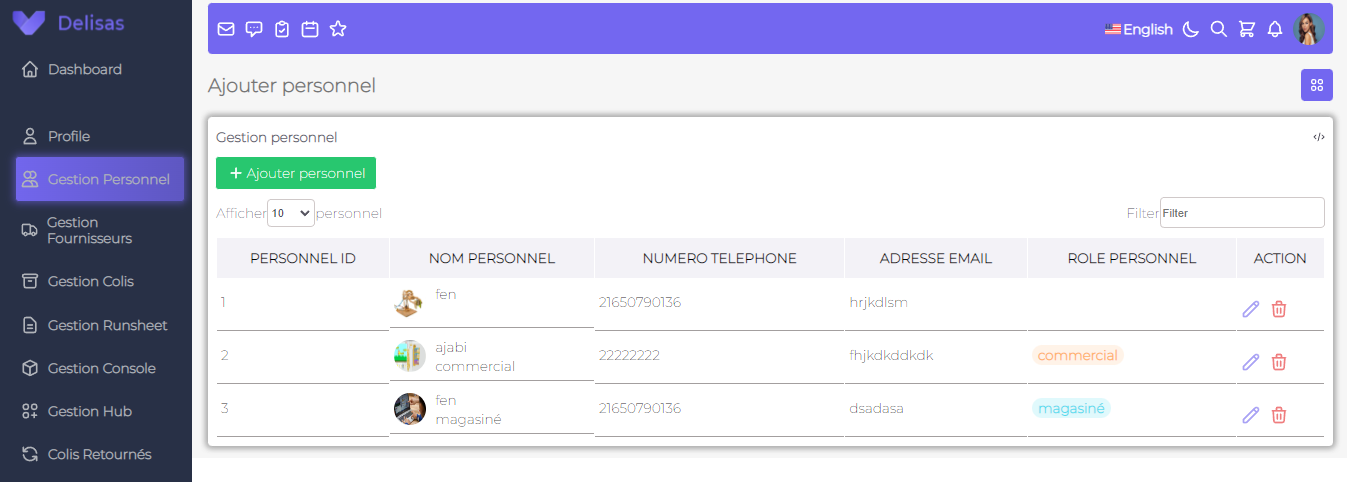 Delisas
Dashboard
Profile
Gestion Personnel
Gestion
Fournisseurs
Gestion Colis
Gestion Runsheet
Gestion Console
Gestion Hub
Colis Retournés
English
Ajouter personnel
Gestion personnel
Ajouter personnel
Afficher 10 personnel
Filter Filter
PERSONNEL ID NOM PERSONNEL NUMERO TELEPHONE ADRESSE EMAIL ROLE PERSONNEL ACTION
1 fen 21650790136 hrjkdlsm
2 ajabi 22222222 fhjkdkddkdk commercial
commercial
3 fen 21650790136 dsadasa magasiné
magasiné